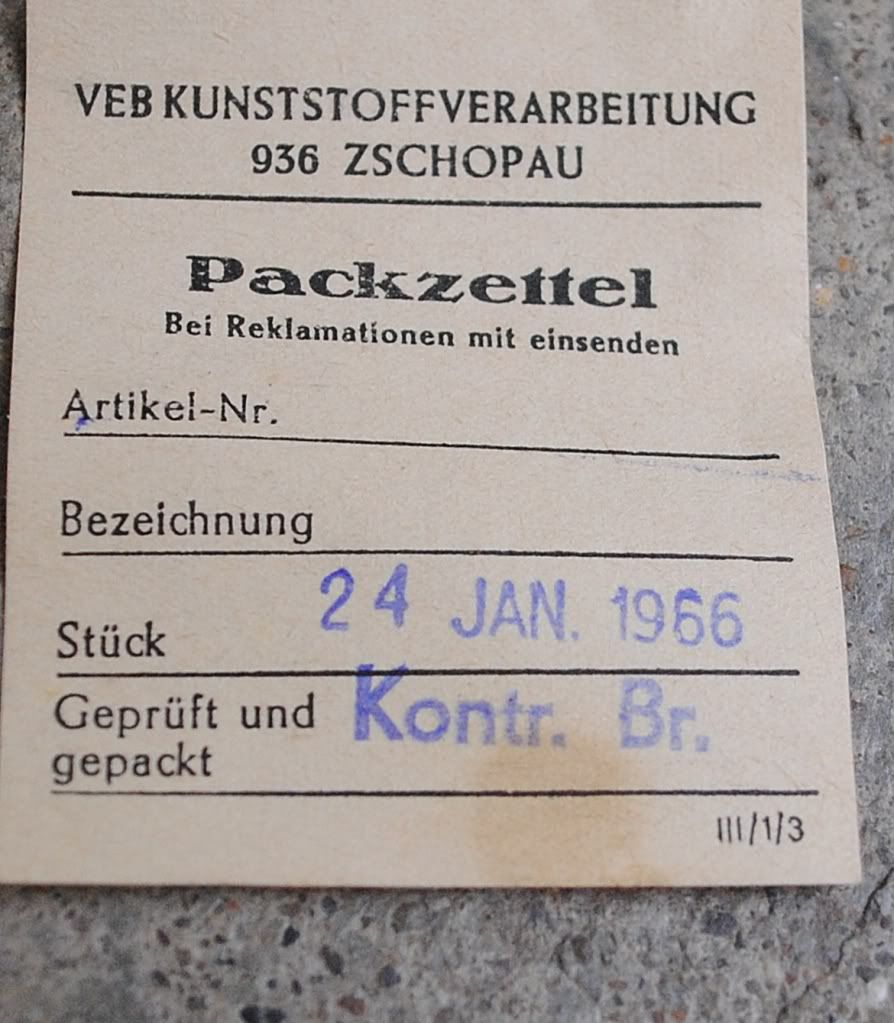 VEB KUNSTSTOFFVERARBEITUNG
936 ZSCHOPAU
Packzettel
Bei Reklamationen mit einsenden
Artikel-Nr.
Bezeichnung
Stück 24 JAN. 1966
Geprüft und Kontr. Br.
gepackt
III/1/3